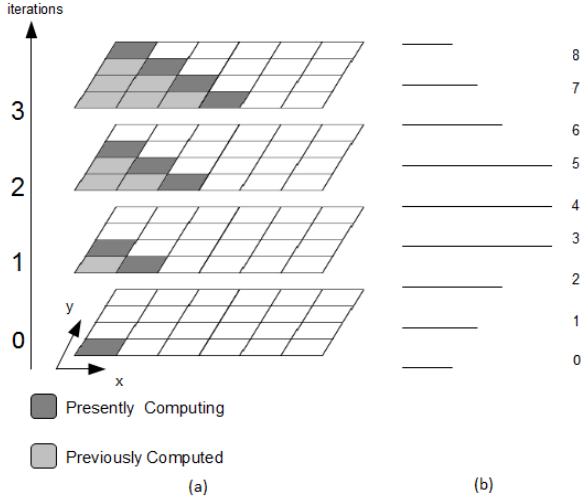 iterations
8
7
3
6
2
5
4
1
3
2
y
1
0
0
x
Presently Computing
Previously Computed
(a) (b)